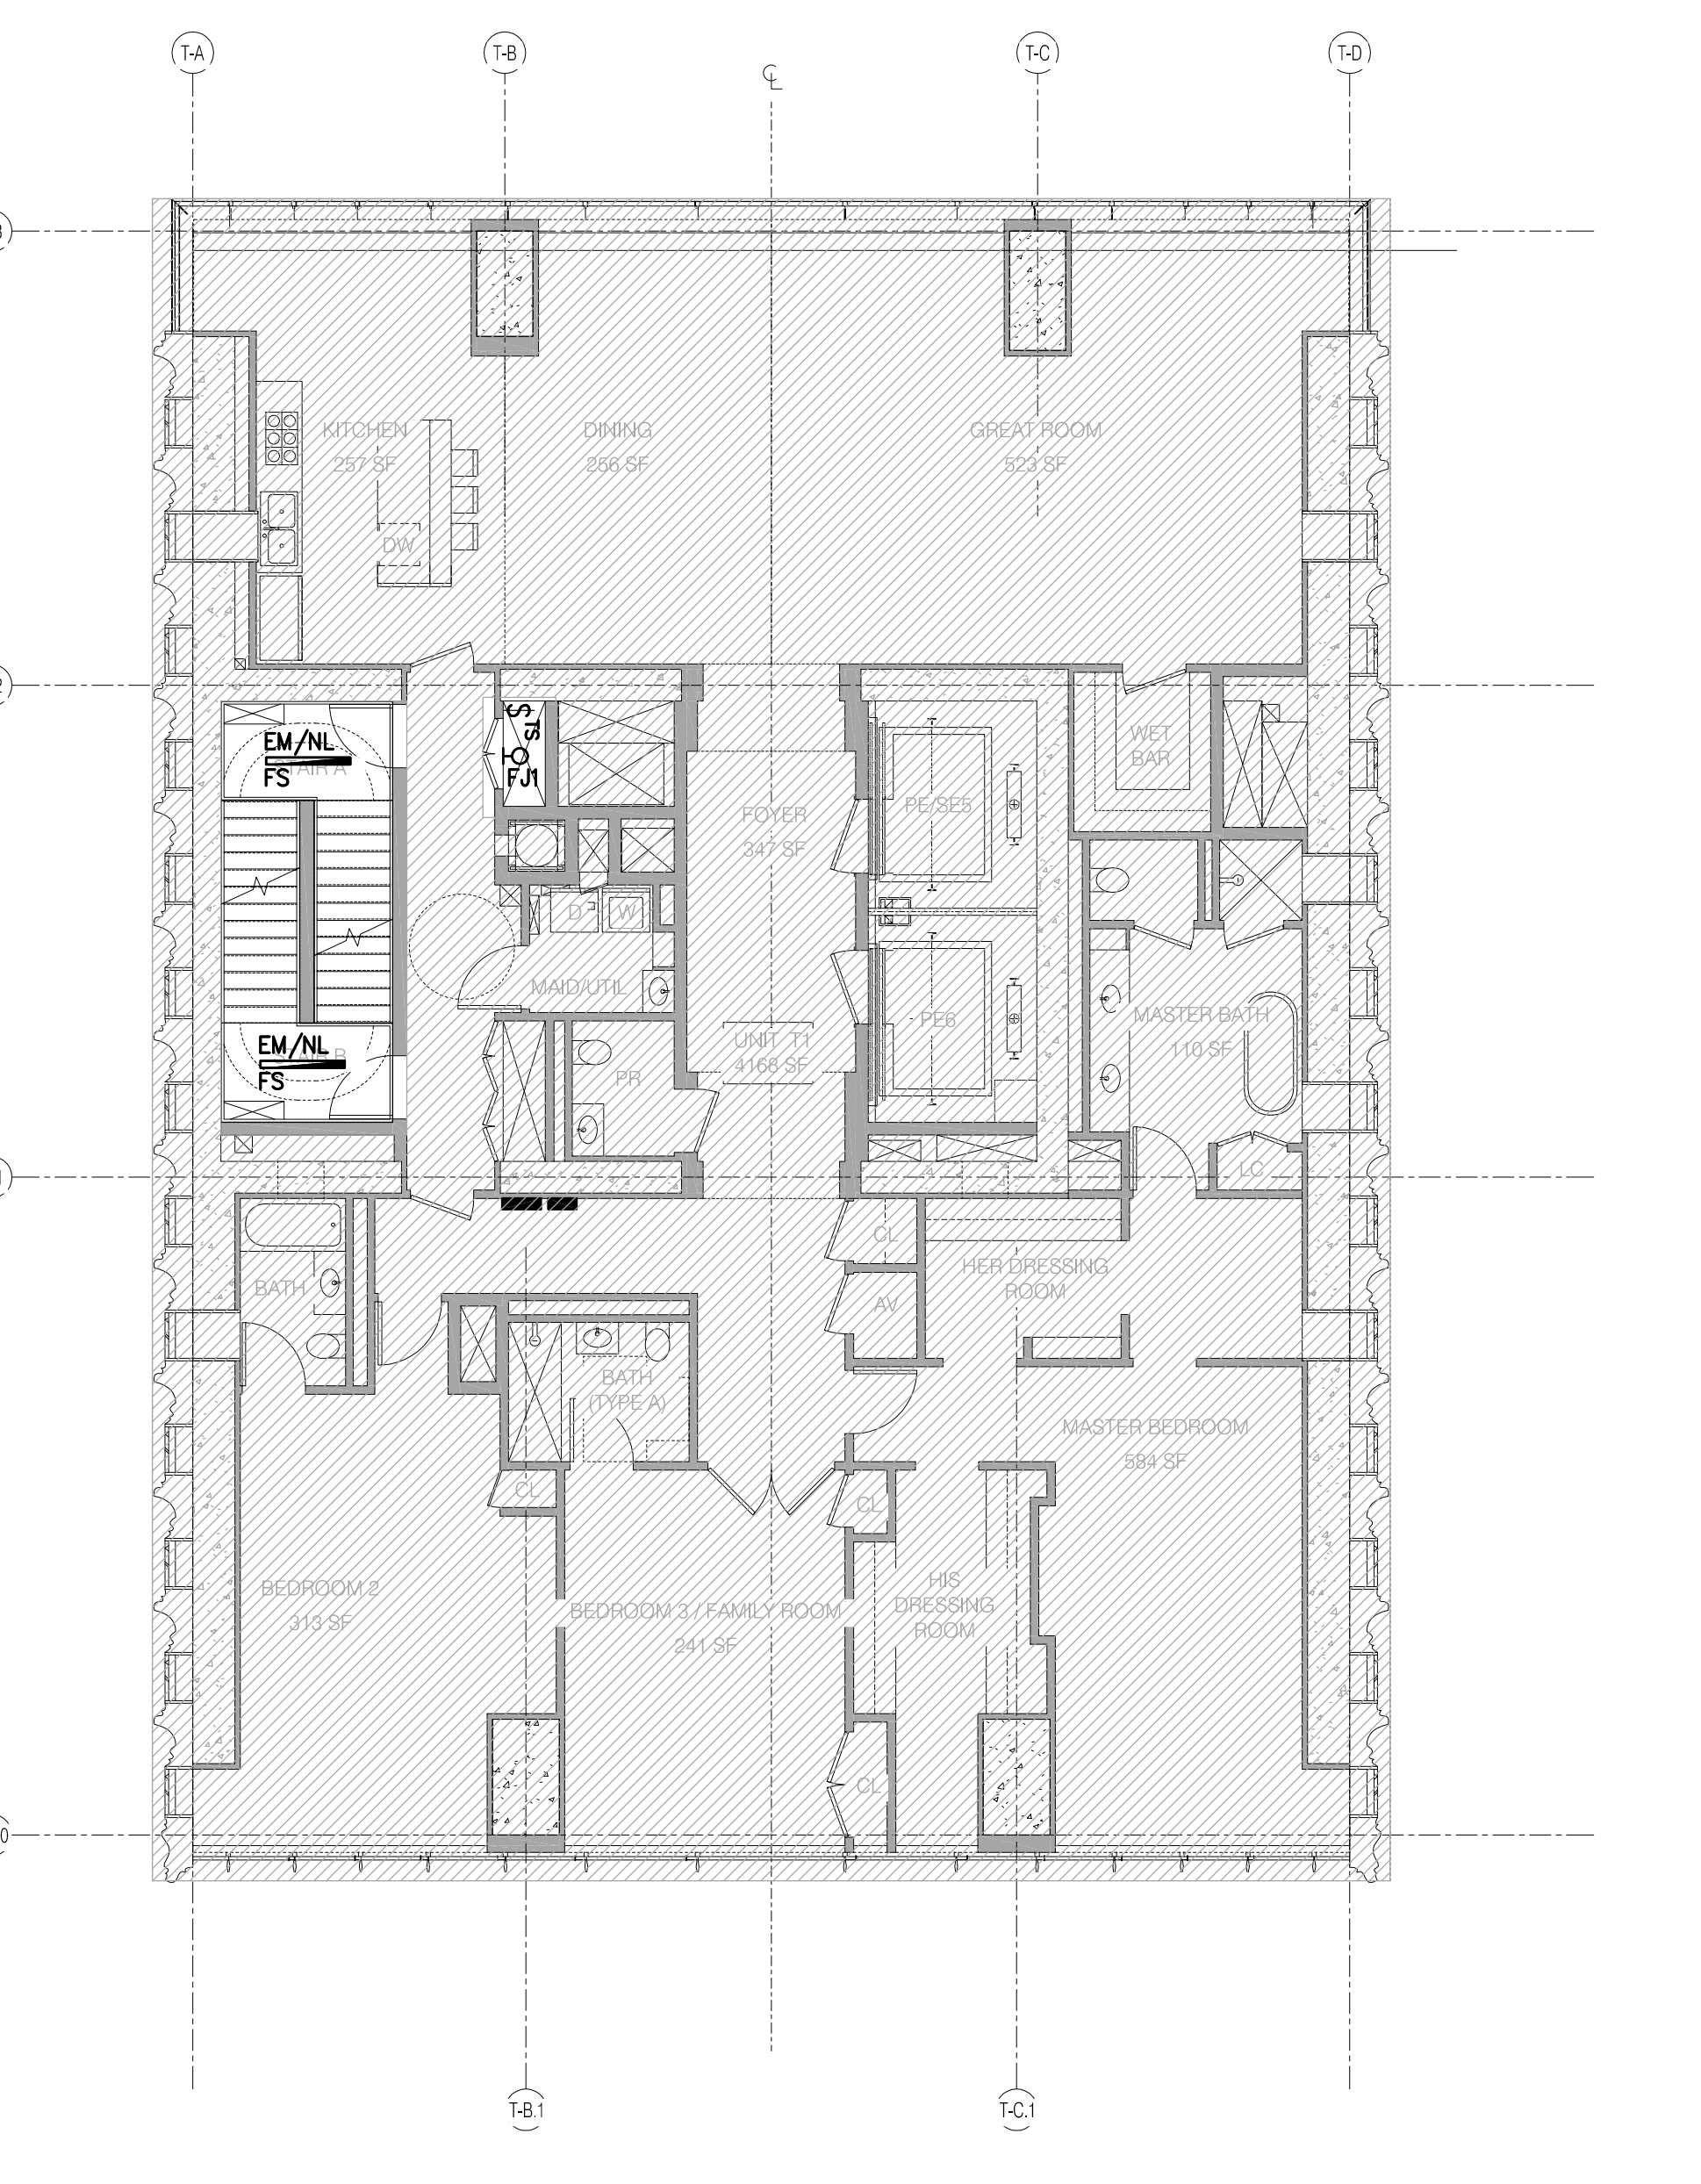 T-A
T-B
T-C
T-D
KITCHEN
257 SF
DINING
256 SF
GREAT ROOM
523 SF
DW
EM/NL
FS
STAIR A
S
TS
FJ1
WET
BAR
FOYER
347 SF
PE/SE5
D
W
MAID/UTIL
PE6
MASTER BATH
110 SF
EM/NL
FS
STAIR B
UNIT T1
4168 SF
PR
LC
CL
BATH
HER DRESSING
ROOM
AV
BATH
(TYPE A)
MASTER BEDROOM
584 SF
CL
CL
BEDROOM 2
313 SF
BEDROOM 3 / FAMILY ROOM
241 SF
HIS
DRESSING
ROOM
CL
T-B.1
T-C.1